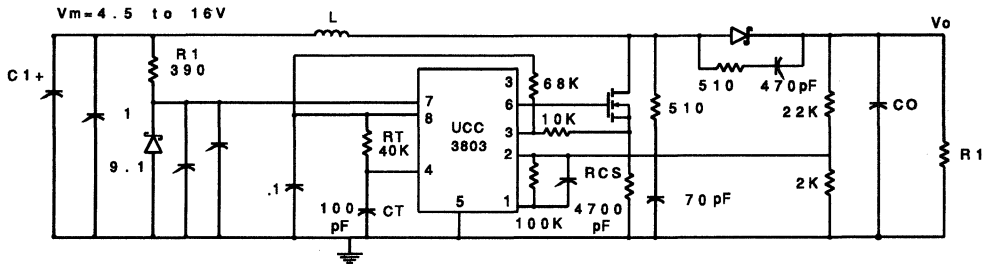 Vm=4.5 to 16V
L
Vo
R1
390
C1+
3
68K
510
470pF
7
8
6
10K
510
22K
CO
1
UCC
3803
3
RT
40K
9.1
4
2
RCS
R1
2K
.1
100
pF
CT
5
1
100K
4700
pF
70pF